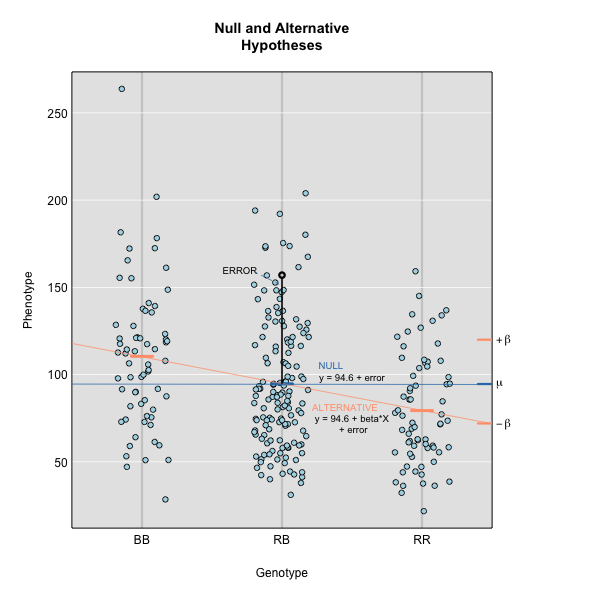 Null and Alternative
Hypotheses
250
200
150
100
50
Phenotype
ERROR
NULL
y = 94.6 + error
ALTERNATIVE
y = 94.6 + beta*X
+ error
+ β
μ
− β
BB
RB
RR
Genotype